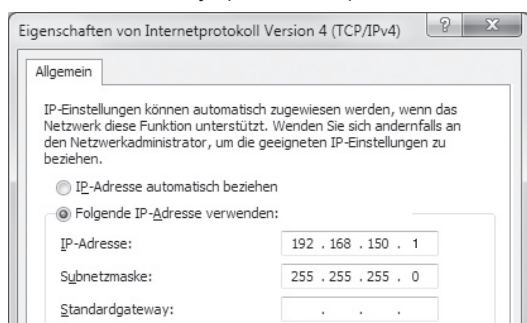 Eigenschaften von Internetprotokoll Version 4 (TCP/IPv4)
? X
Allgemein
IP-Einstellungen können automatisch zugewiesen werden, wenn das
Netzwerk diese Funktion unterstützt. Wenden Sie sich andernfalls an
den Netzwerkadministrator, um die geeigneten IP-Einstellungen zu
beziehen.
IP-Adresse automatisch beziehen
Folgende IP-Adresse verwenden:
IP-Adresse: 192 . 168 . 150 . 1
Subnetzmaske: 255 . 255 . 255 . 0
Standardgateway: . . .